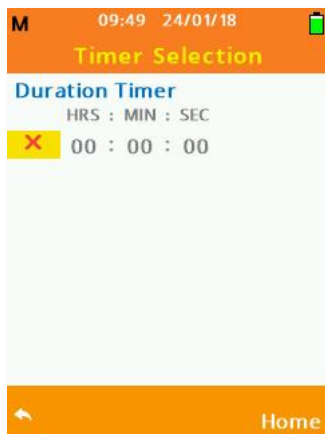 M 09:49 24/01/18
Timer Selection
Duration Timer
HRS : MIN : SEC
00 : 00 : 00
Home